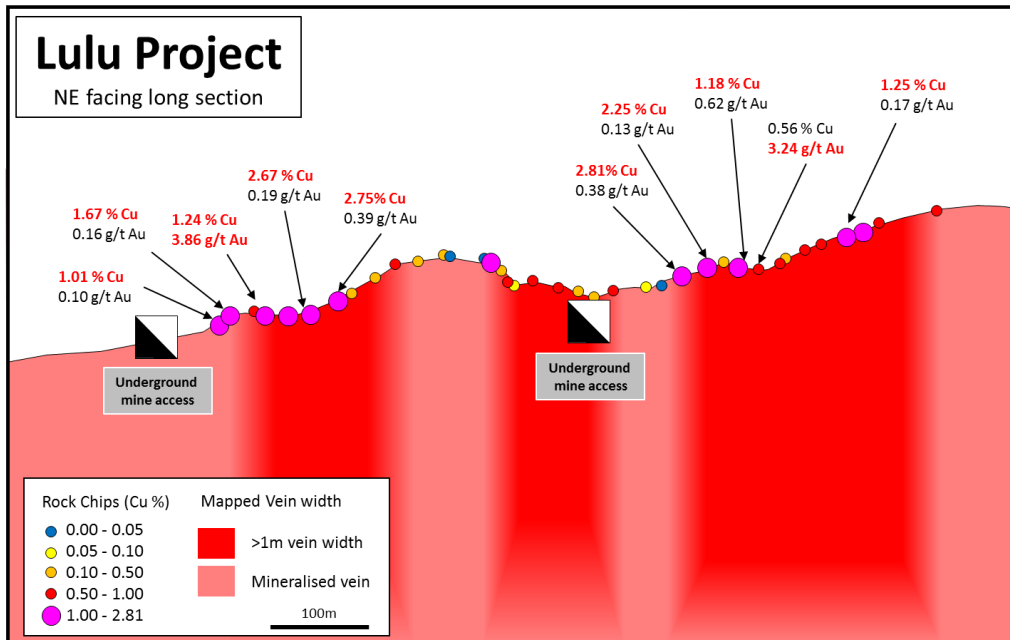 Lulu Project
NE facing long section
1.01 % Cu
0.10 g/t Au
1.67 % Cu
0.16 g/t Au
1.24 % Cu
3.86 g/t Au
2.67 % Cu
0.19 g/t Au
2.75% Cu
0.39 g/t Au
2.81% Cu
0.38 g/t Au
2.25 % Cu
0.13 g/t Au
1.18 % Cu
0.62 g/t Au
0.56 % Cu
3.24 g/t Au
1.25 % Cu
0.17 g/t Au
Underground
mine access
Underground
mine access
Rock Chips (Cu %)
0.00 - 0.05
0.05 - 0.10
0.10 - 0.50
0.50 - 1.00
1.00 - 2.81
Mapped Vein width
>1m vein width
Mineralised vein
100m